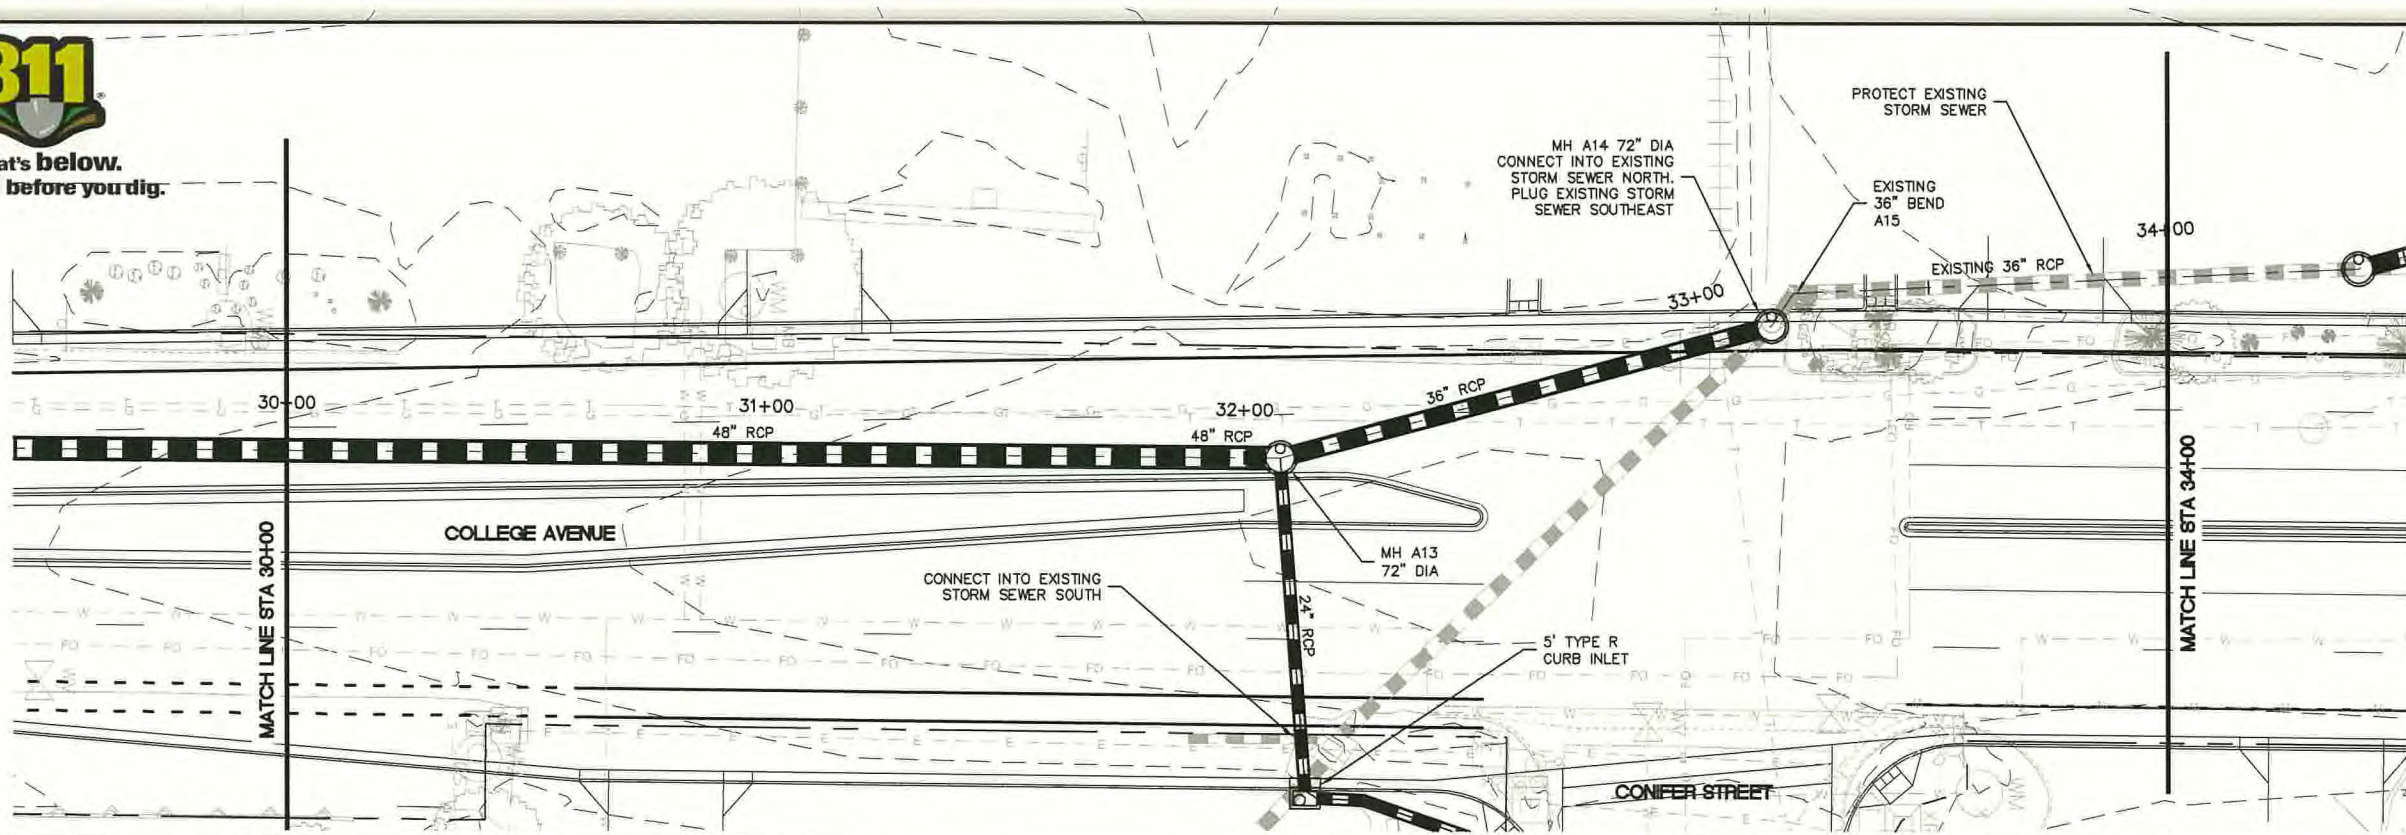 811
at's below.
before you dig.
PROTECT EXISTING
STORM SEWER
MH A14 72" DIA
CONNECT INTO EXISTING
STORM SEWER NORTH.
PLUG EXISTING STORM
SEWER SOUTHEAST
EXISTING
36" BEND
A15
34+00
EXISTING 36" RCP
33+00
30+00
31+00
32+00
36" RCP
48" RCP
48" RCP
COLLEGE AVENUE
MH A13
72" DIA
CONNECT INTO EXISTING
STORM SEWER SOUTH
24" RCP
5' TYPE R
CURB INLET
MATCH LINE STA 30+00
MATCH LINE STA 34+00
CONIFER STREET